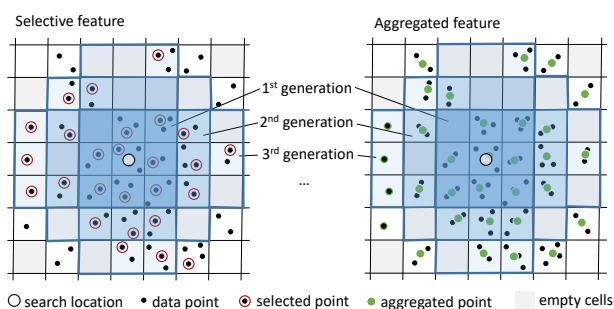 Selective feature
Aggregated feature
1st generation
2nd generation
3rd generation
...
search location
data point
selected point
aggregated point
empty cells